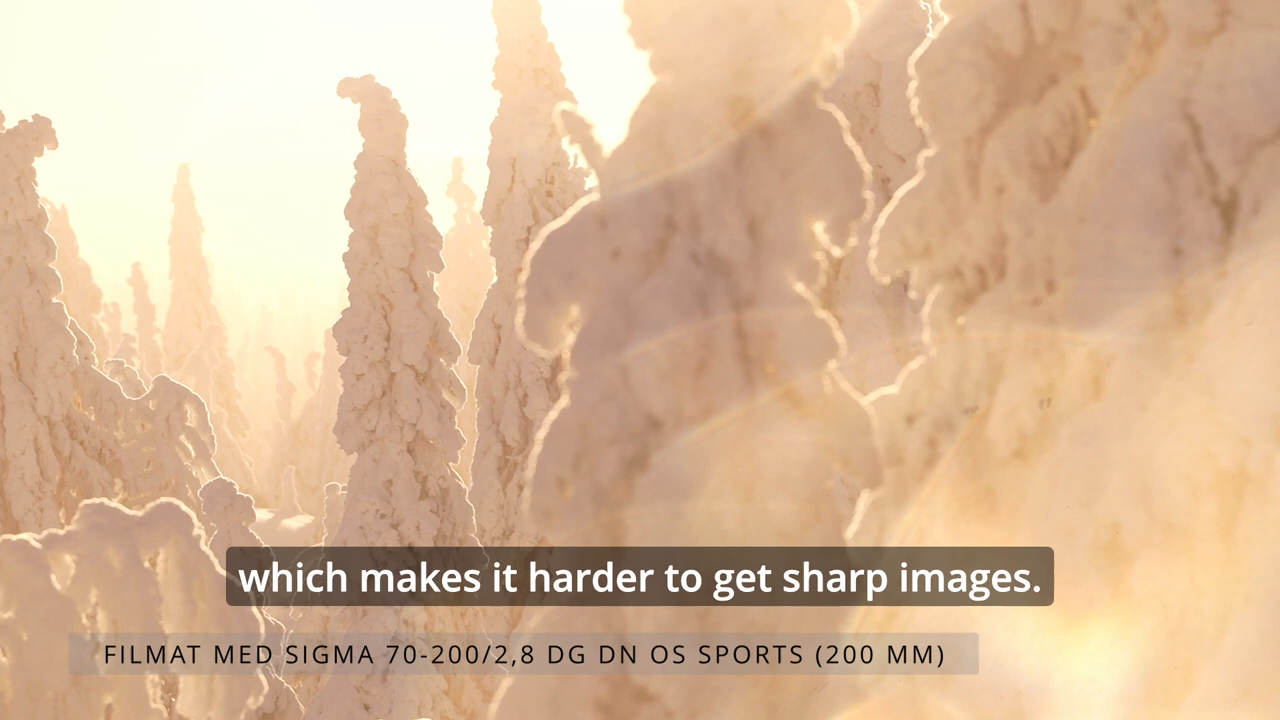 which makes it harder to get sharp images.
FILMAT MED SIGMA 70-200/2,8 DG DN OS SPORTS (200 MM)